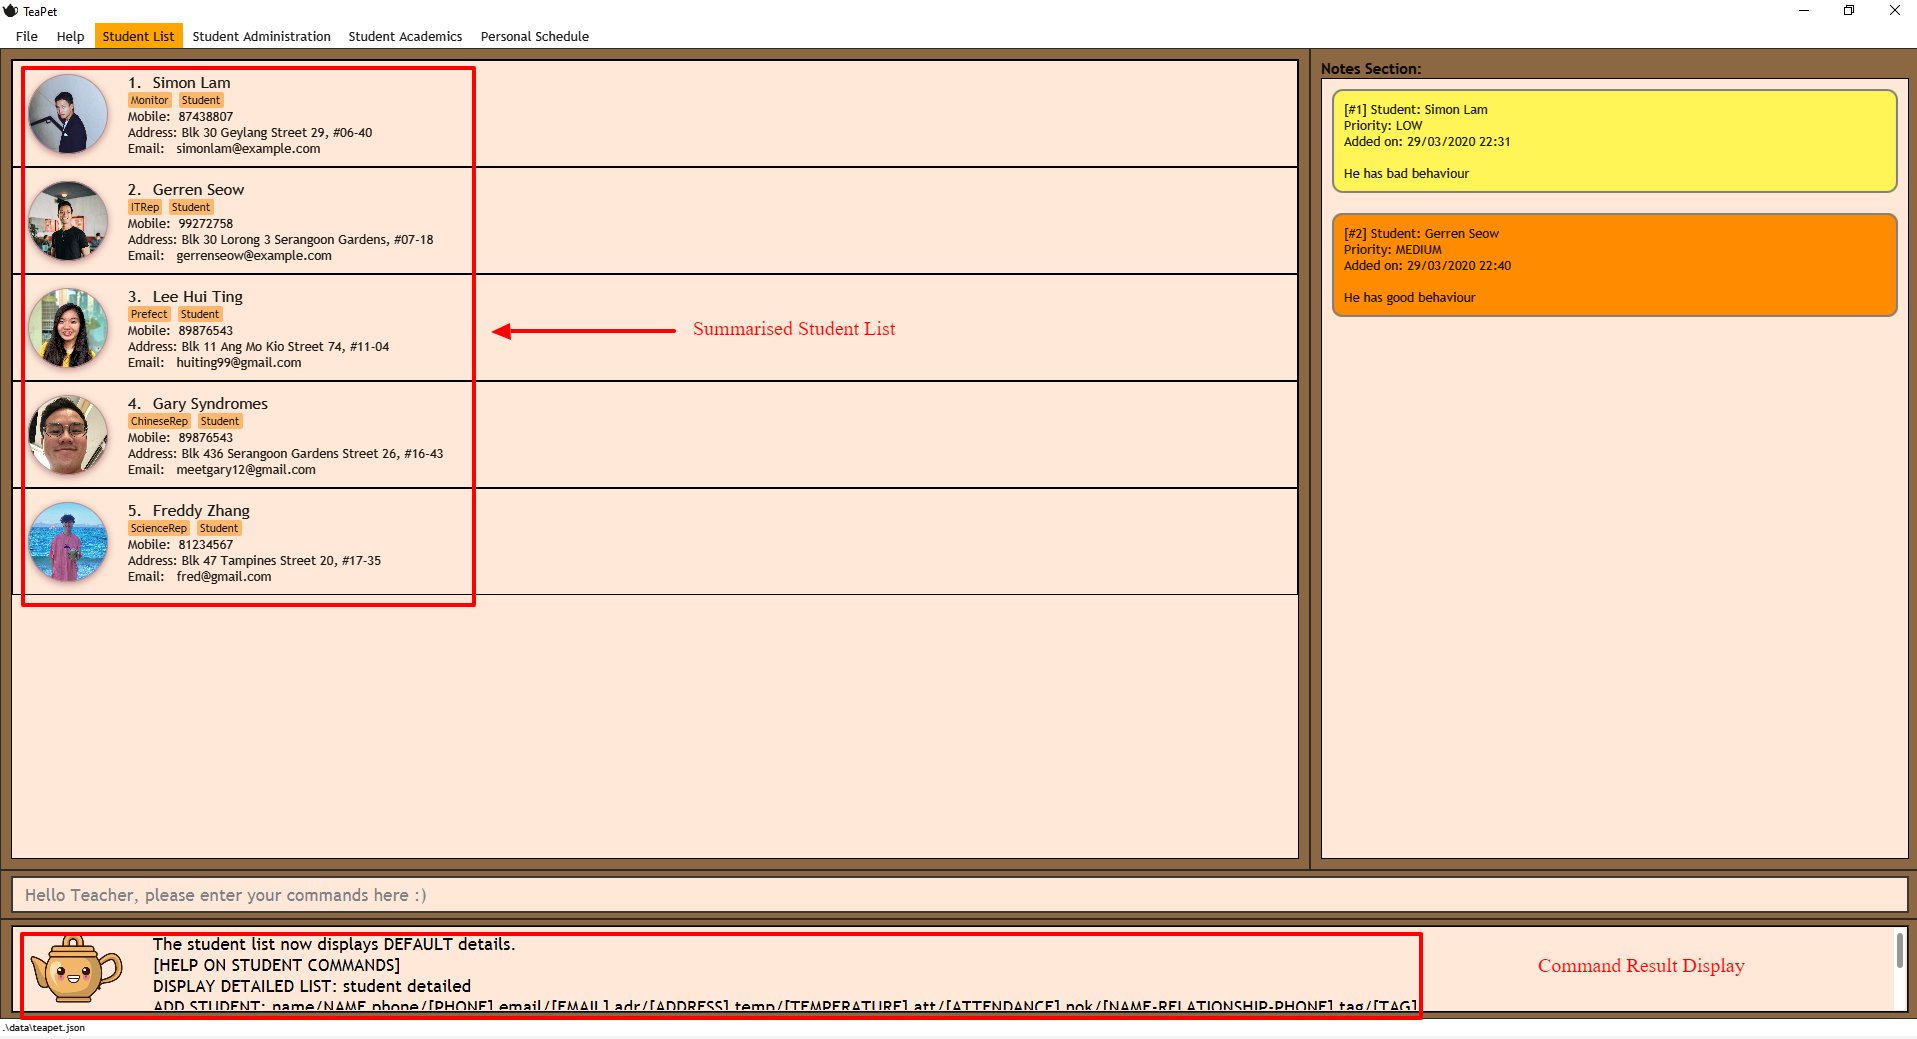 TeaPet
File Help Student List Student Administration Student Academics Personal Schedule
1. Simon Lam
Monitor Student
Mobile: 87438807
Address: Blk 30 Geylang Street 29, #06-40
Email: simonlam@example.com
2. Gerren Seow
ITRep Student
Mobile: 99272758
Address: Blk 30 Lorong 3 Serangoon Gardens, #07-18
Email: gerrenseow@example.com
3. Lee Hui Ting
Prefect Student
Mobile: 89876543
Address: Blk 11 Ang Mo Kio Street 74, #11-04
Email: huiting99@gmail.com
Summarised Student List
4. Gary Syndromes
ChineseRep Student
Mobile: 89876543
Address: Blk 436 Serangoon Gardens Street 26, #16-43
Email: meetgary12@gmail.com
5. Freddy Zhang
ScienceRep Student
Mobile: 81234567
Address: Blk 47 Tampines Street 20, #17-35
Email: fred@gmail.com
Notes Section:
[#1] Student: Simon Lam
Priority: LOW
Added on: 29/03/2020 22:31
He has bad behaviour
[#2] Student: Gerren Seow
Priority: MEDIUM
Added on: 29/03/2020 22:40
He has good behaviour
Hello Teacher, please enter your commands here :)
The student list now displays DEFAULT details.
[HELP ON STUDENT COMMANDS]
DISPLAY DETAILED LIST: student detailed
ADD STUDENT: name/NAME phone/[PHONE] email/[EMAIL] adr/[ADDRESS] temp/[TEMPERATURE] att/[ATTENDANCE] nok/[NAME-RELATIONSHIP-PHONE] tag/[TAG]
Command Result Display
.\data\teapet.json